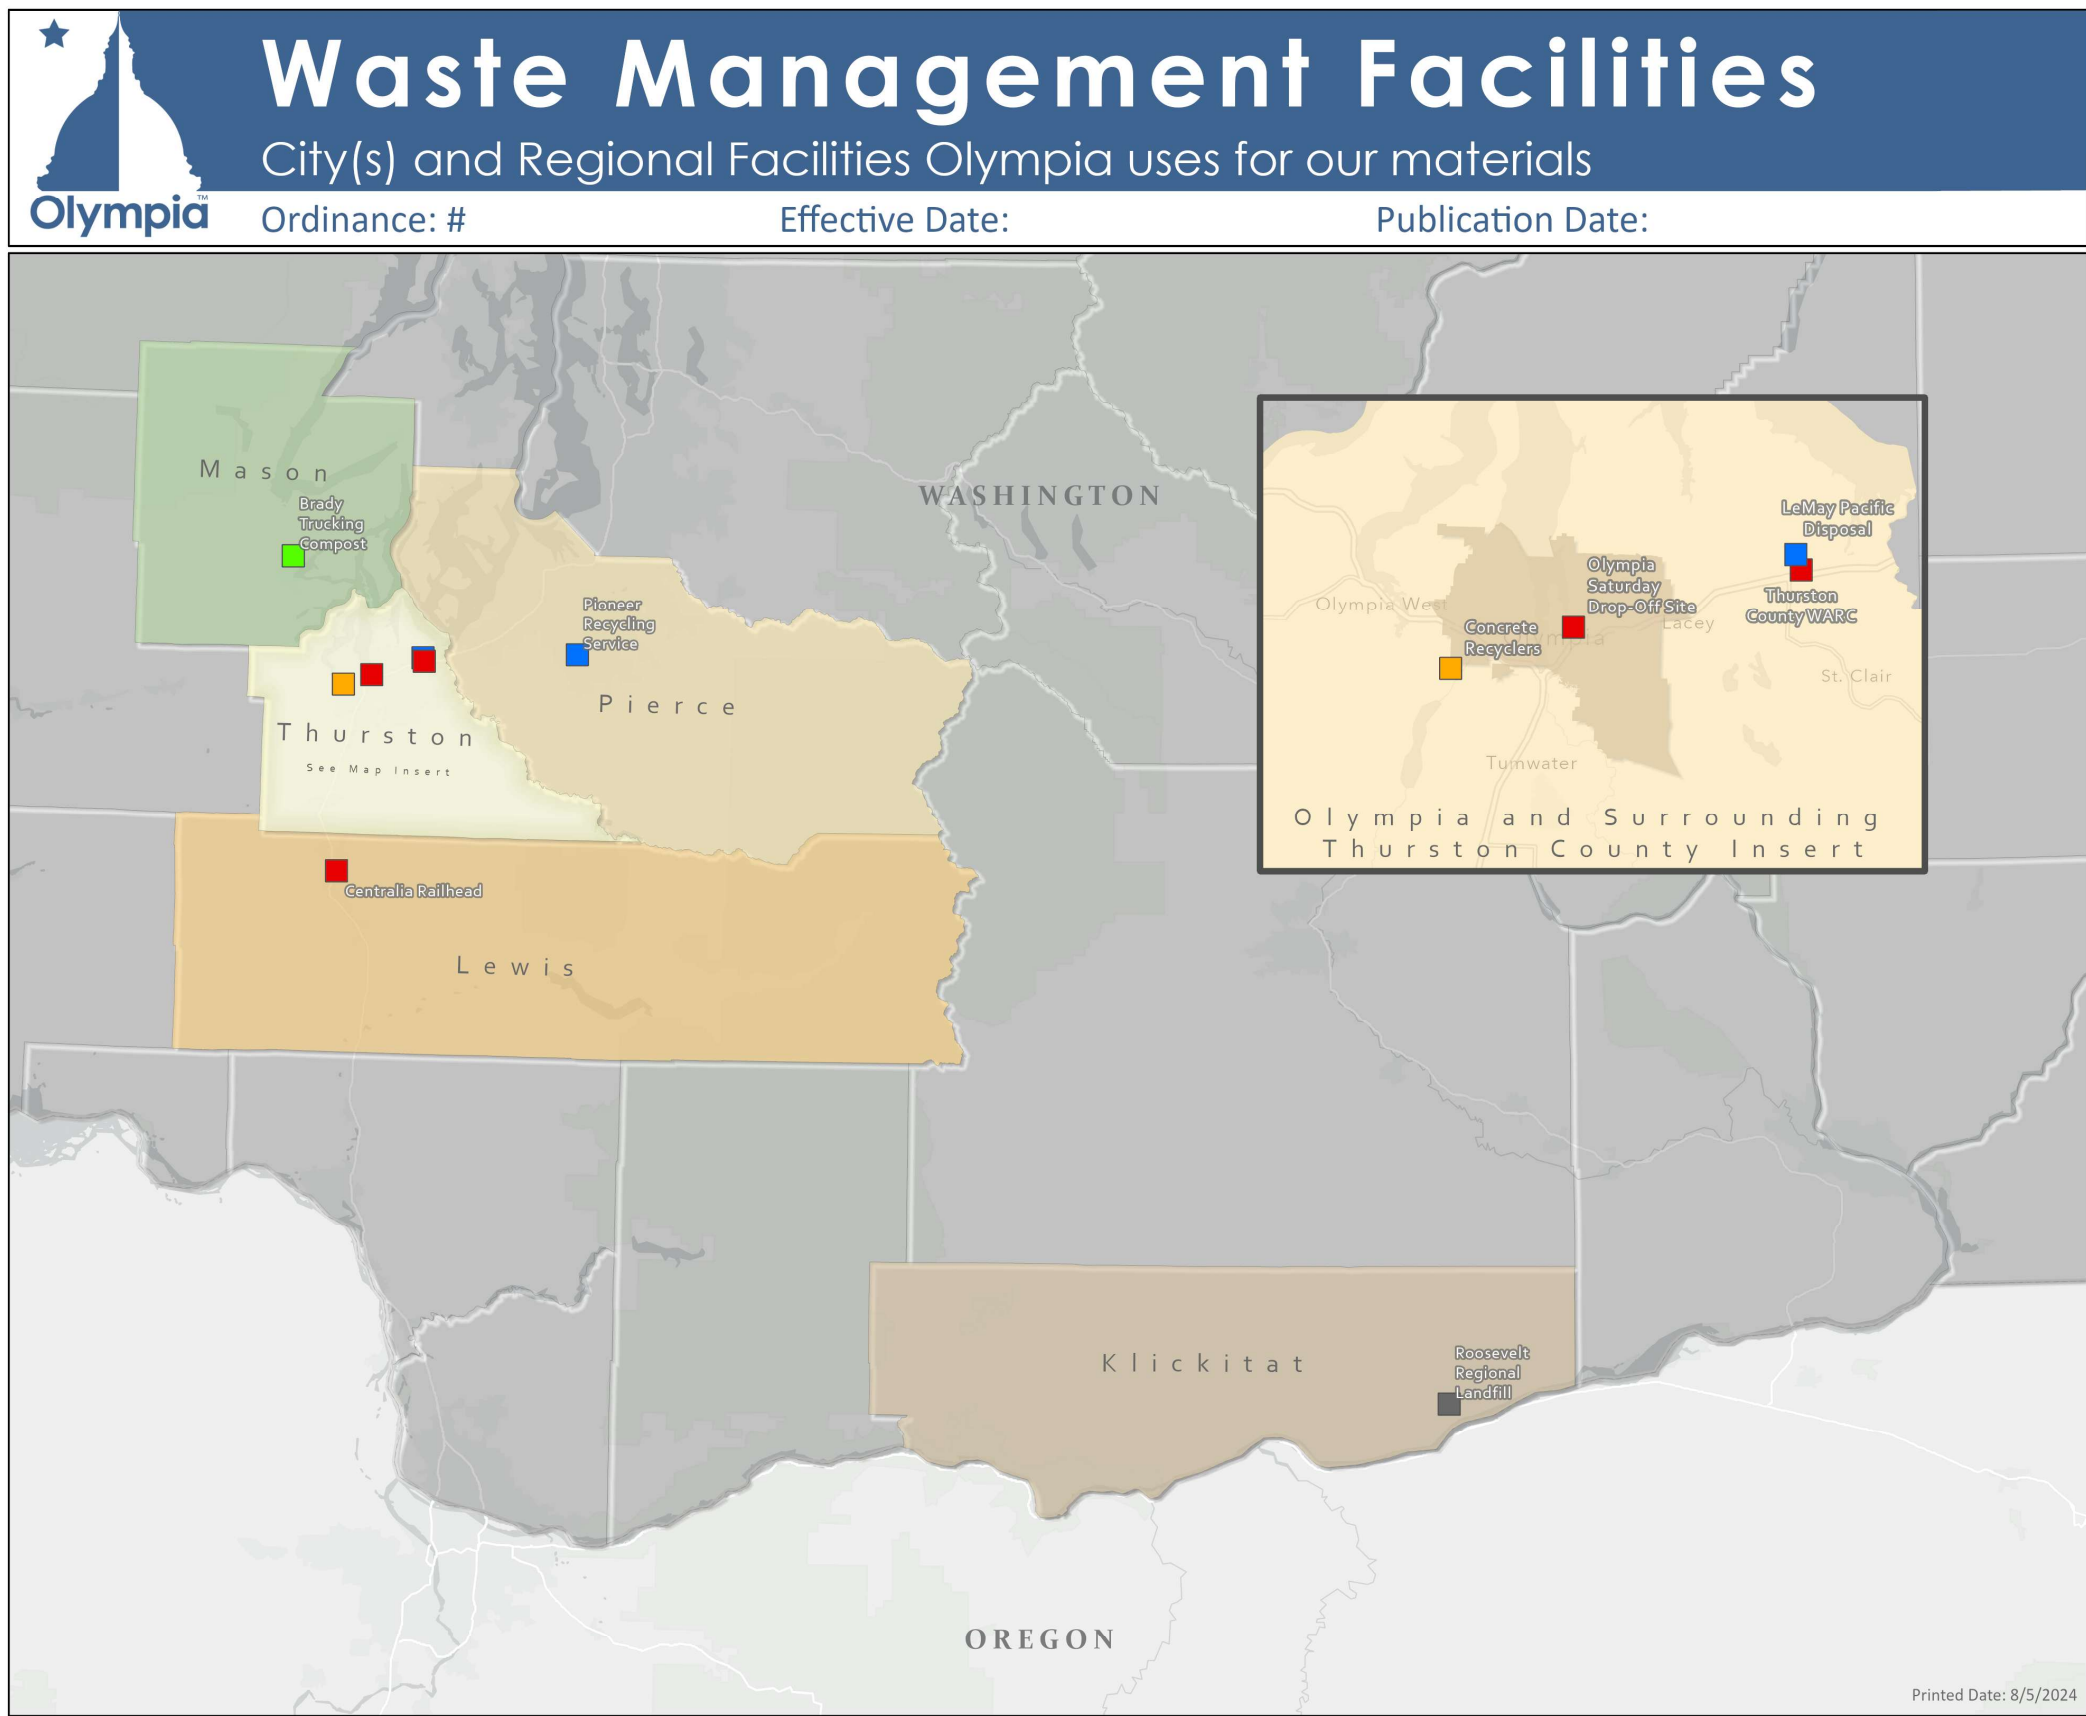 Waste Management Facilities
City(s) and Regional Facilities Olympia uses for our materials
Olympia™
Ordinance: #
Effective Date:
Publication Date:
Mason
Brady
Trucking
Compost
WASHINGTON
Pioneer
Recycling
Service
Pierce
Thurston
See Map Insert
Centralia Railhead
Lewis
LeMay Pacific
Disposal
Olympia
Saturday
Drop-Off Site
Thurston
County WARC
Olympia West
Lacey
Concrete
Recyclers
Olympia
St. Clair
Tumwater
Olympia and Surrounding
Thurston County Insert
Klickitat
Roosevelt
Regional
Landfill
OREGON
Printed Date: 8/5/2024